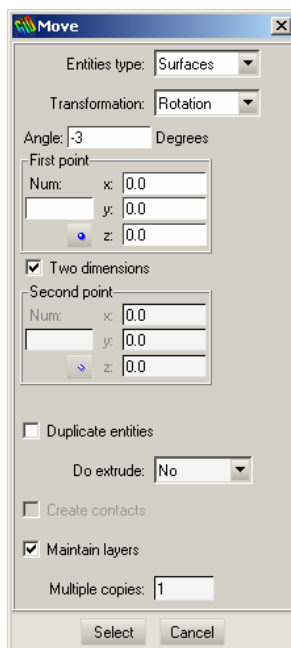 Move
Entities type: Surfaces
Transformation: Rotation
Angle: -3 Degrees
First point
Num: x: 0.0
y: 0.0
z: 0.0
Two dimensions
Second point
Num: x: 0.0
y: 0.0
z: 0.0
Duplicate entities
Do extrude: No
Create contacts
Maintain layers
Multiple copies: 1
Select Cancel